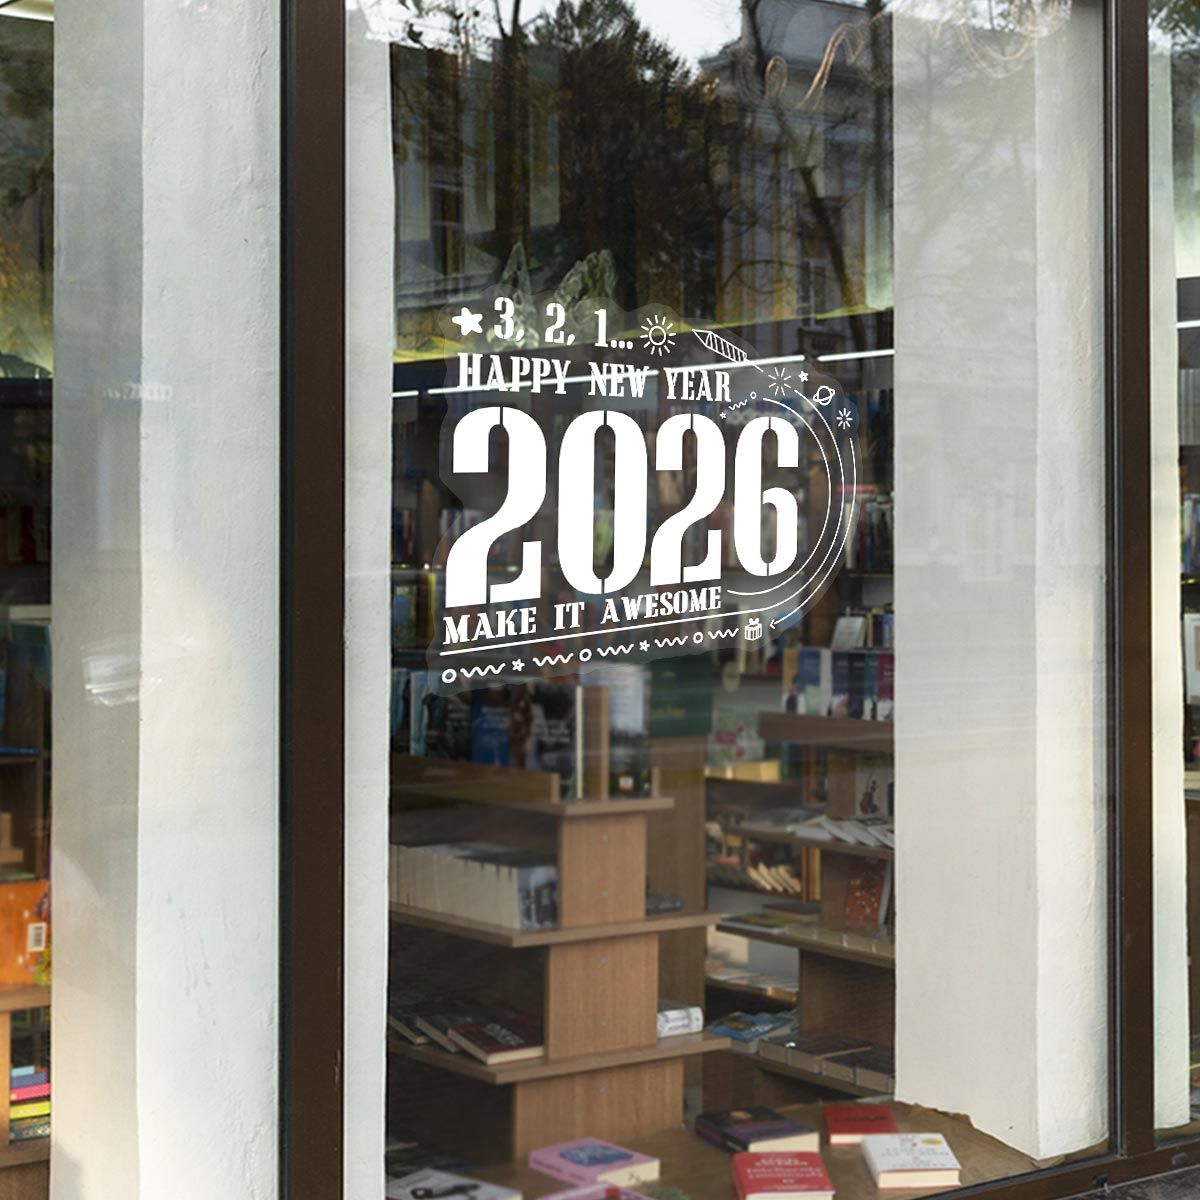 3, 2, 1...
HAPPY NEW YEAR
2026
MAKE IT AWESOME